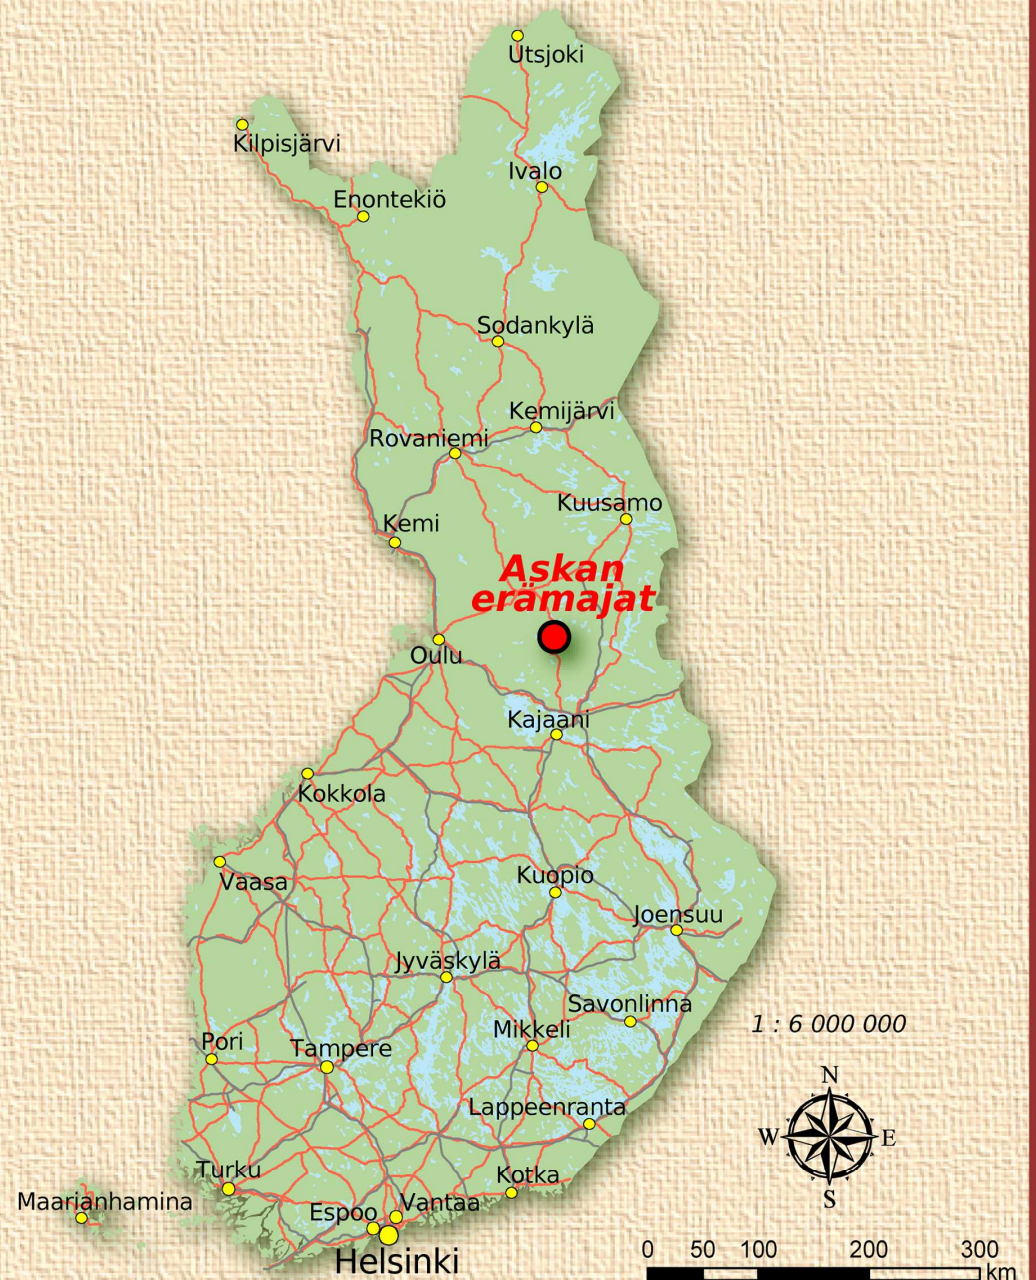 Utsjoki
Kilpisjärvi
Ivalo
Enontekiö
Sodankylä
Kemijärvi
Rovaniemi
Kuusamo
Kemi
Askan
erämajat
Oulu
Kajaani
Kokkola
Kuopio
Vaasa
Joensuu
Jyväskylä
Savonlinna
1 : 6 000 000
Mikkeli
Pori
Tampere
N
Lappeenranta
W
E
Turku
Kotka
S
Maarianhamina
Vantaa
Espoo
Helsinki
0 50 100 200 300
km